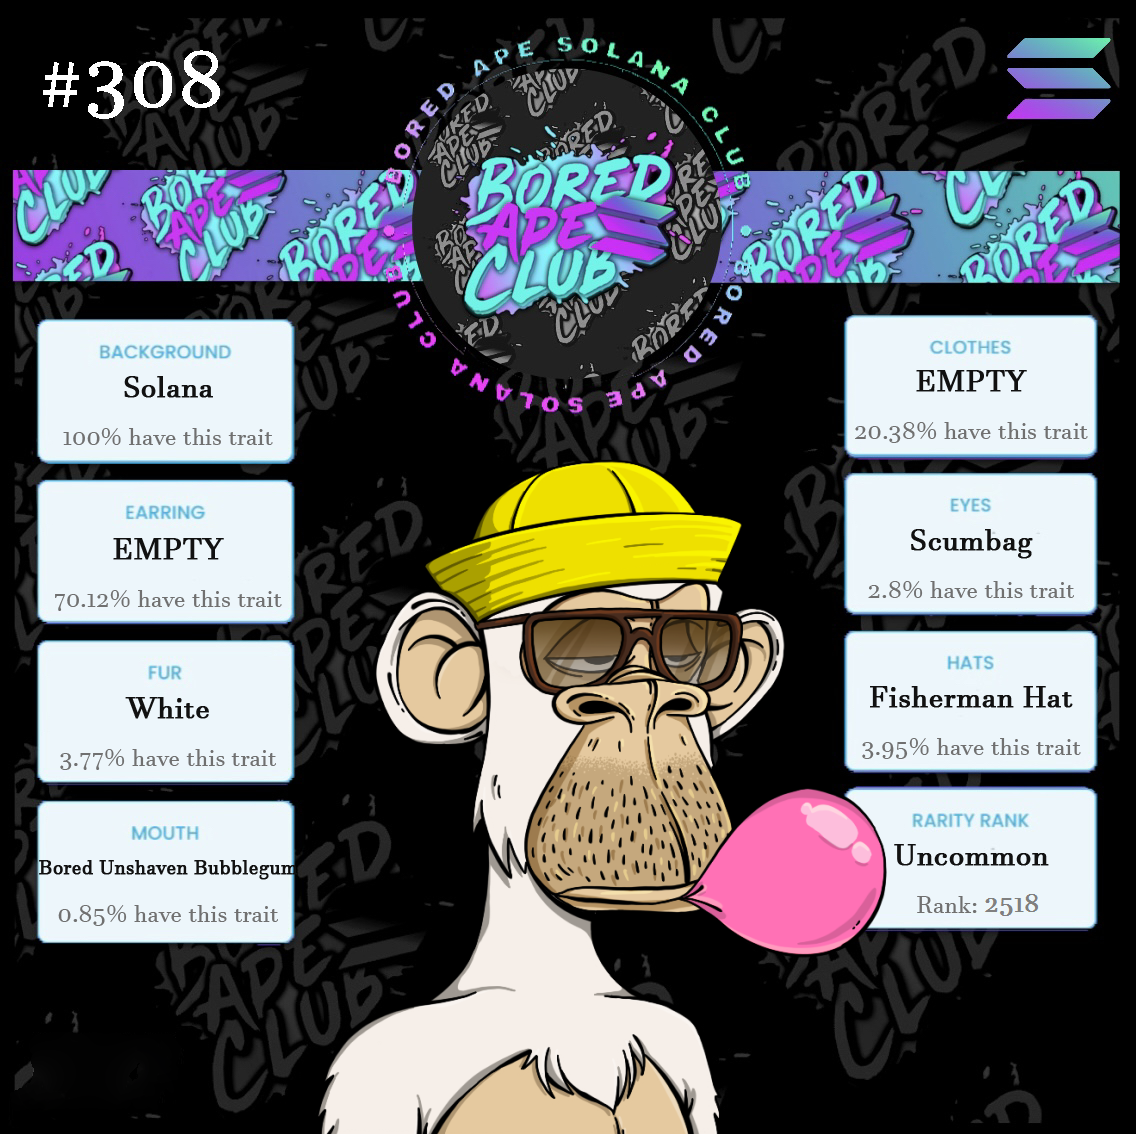 #308
BORED APE SOLANA CLUB
BORED
APE
CLUB
BORED APE SOLANA CLUB
BACKGROUND
Solana
100% have this trait
EARRING
EMPTY
70.12% have this trait
FUR
White
3.77% have this trait
MOUTH
Bored Unshaven Bubblegum
0.85% have this trait
CLOTHES
EMPTY
20.38% have this trait
EYES
Scumbag
2.8% have this trait
HATS
Fisherman Hat
3.95% have this trait
RARITY RANK
Uncommon
Rank: 2518